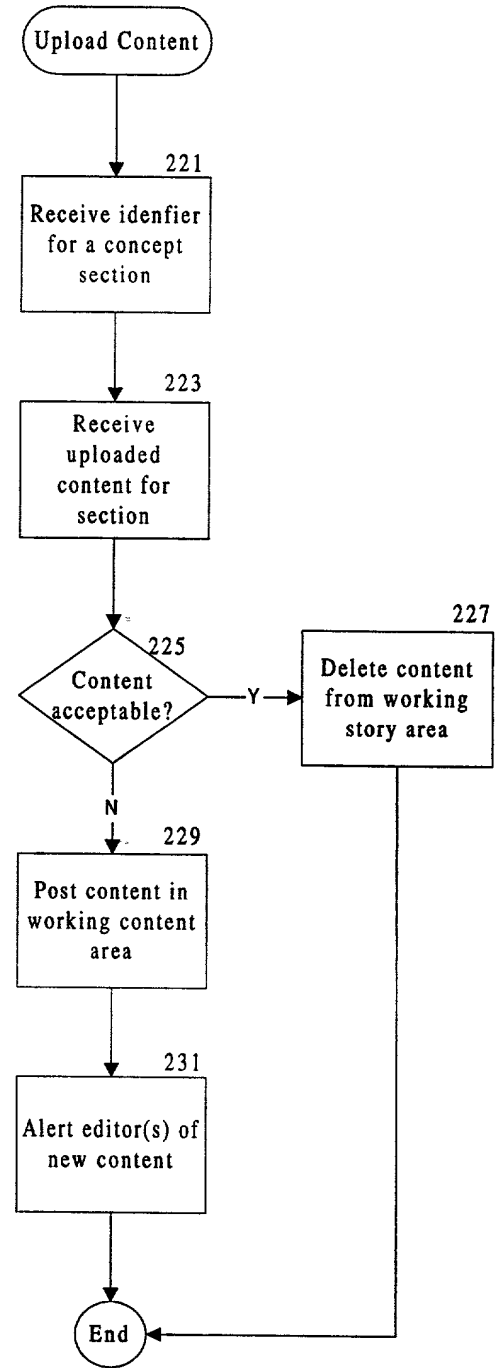 Upload Content
221
Receive idenfier
for a concept
section
223
Receive
uploaded
content for
section
225
Content
acceptable?
Y
227
Delete content
from working
story area
N
229
Post content in
working content
area
231
Alert editor(s) of
new content
End